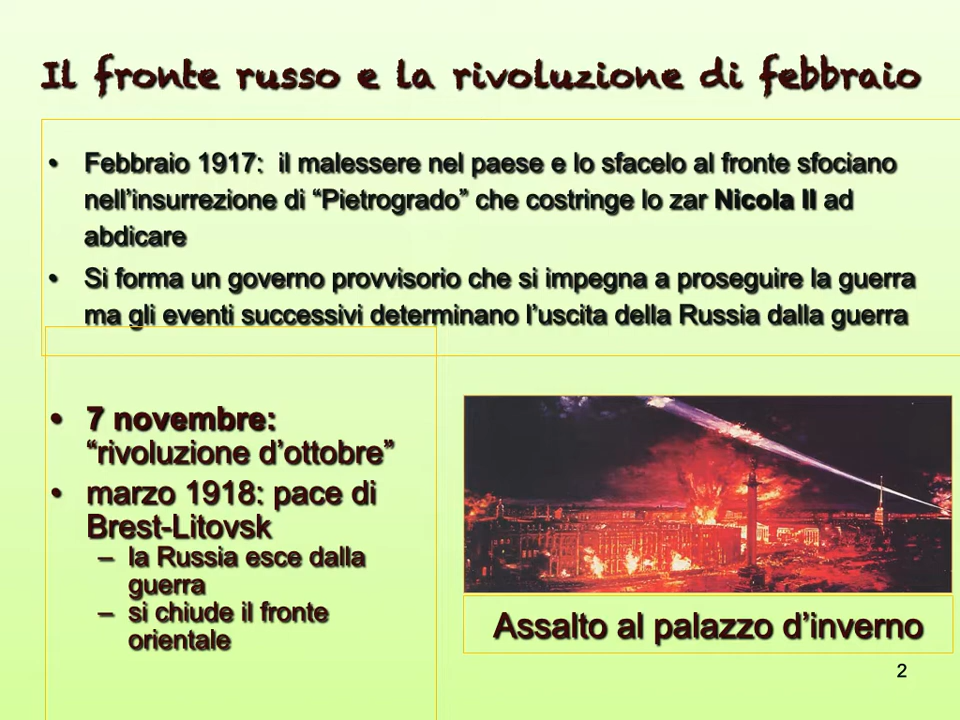 Il fronte russo e la rivoluzione di febbraio
• Febbraio 1917: il malessere nel paese e lo sfacelo al fronte sfociano
nell’insurrezione di “Pietrogrado” che costringe lo zar Nicola II ad
abdicare
• Si forma un governo provvisorio che si impegna a proseguire la guerra
ma gli eventi successivi determinano l’uscita della Russia dalla guerra
• 7 novembre:
“rivoluzione d’ottobre”
• marzo 1918: pace di
Brest-Litovsk
– la Russia esce dalla
guerra
– si chiude il fronte
orientale
Assalto al palazzo d’inverno
2